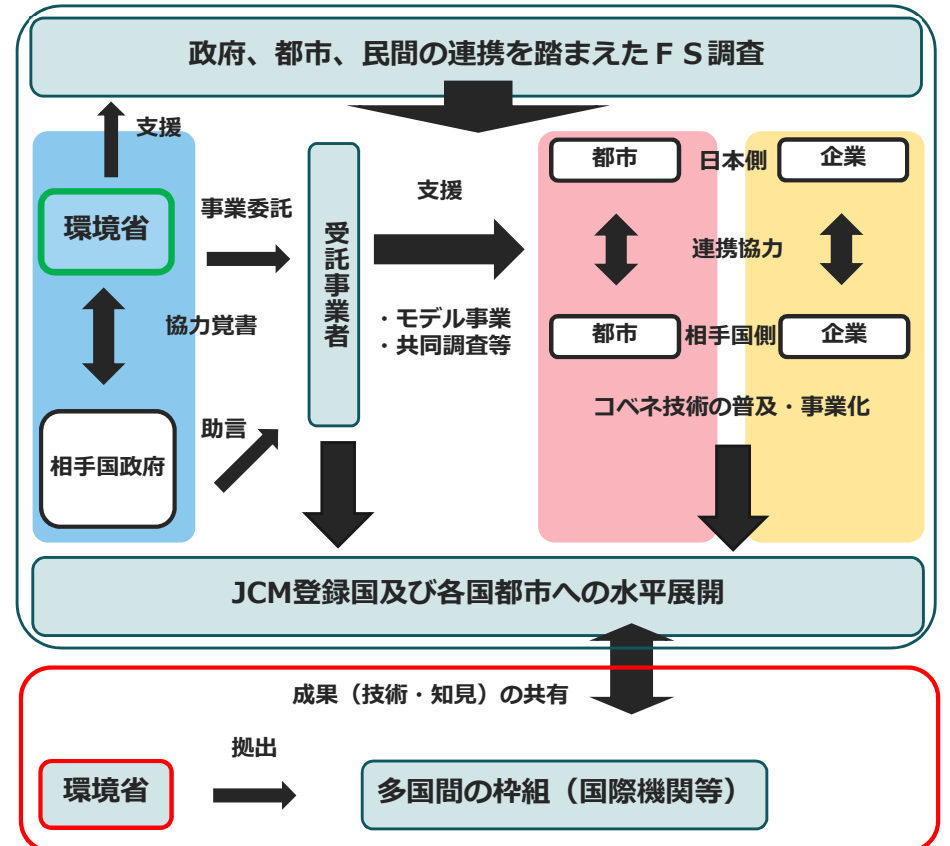 政府、都市、民間の連携を踏まえたＦＳ調査
支援
都市
日本側
企業
環境省
事業委託
受託事業者
支援
連携協力
協力覚書
・モデル事業
・共同調査等
都市
相手国側
企業
コベネ技術の普及・事業化
助言
相手国政府
JCM登録国及び各国都市への水平展開
成果（技術・知見）の共有
拠出
環境省
多国間の枠組（国際機関等）